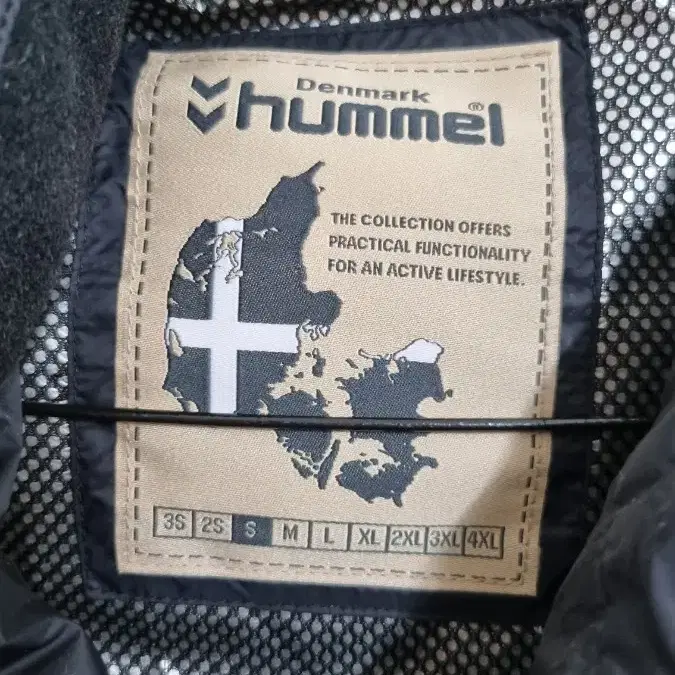 Denmark
hummel®
THE COLLECTION OFFERS
PRACTICAL FUNCTIONALITY
FOR AN ACTIVE LIFESTYLE.
3S 2S S M L XL 2XL 3XL 4XL